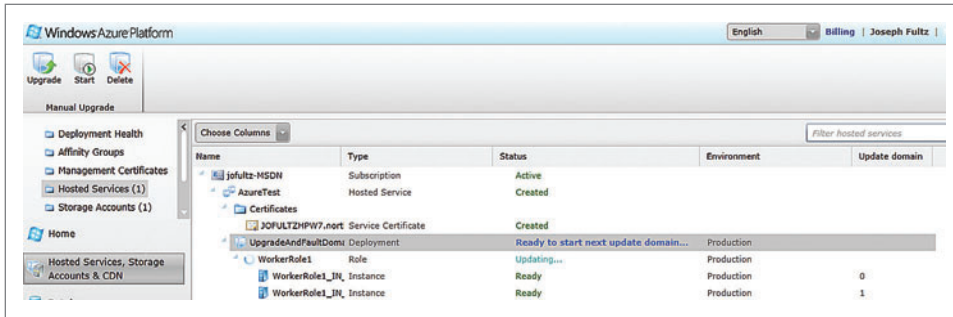 Windows Azure Platform
English
Billing | Joseph Fultz |
Upgrade Start Delete
Manual Upgrade
Deployment Health
Affinity Groups
Management Certificates
Hosted Services (1)
Storage Accounts (1)
Home
Hosted Services, Storage
Accounts & CDN
Choose Columns
Filter hosted services
Name Type Status Environment Update domain
jofultz-MSDN Subscription Active
AzureTest Hosted Service Created
Certificates
JOFULTZHPW7.nort Service Certificate Created
UpgradeAndFaultDoma Deployment Ready to start next update domain... Production
WorkerRole1 Role Updating... Production
WorkerRole1_IN_ Instance Ready Production 0
WorkerRole1_IN_ Instance Ready Production 1